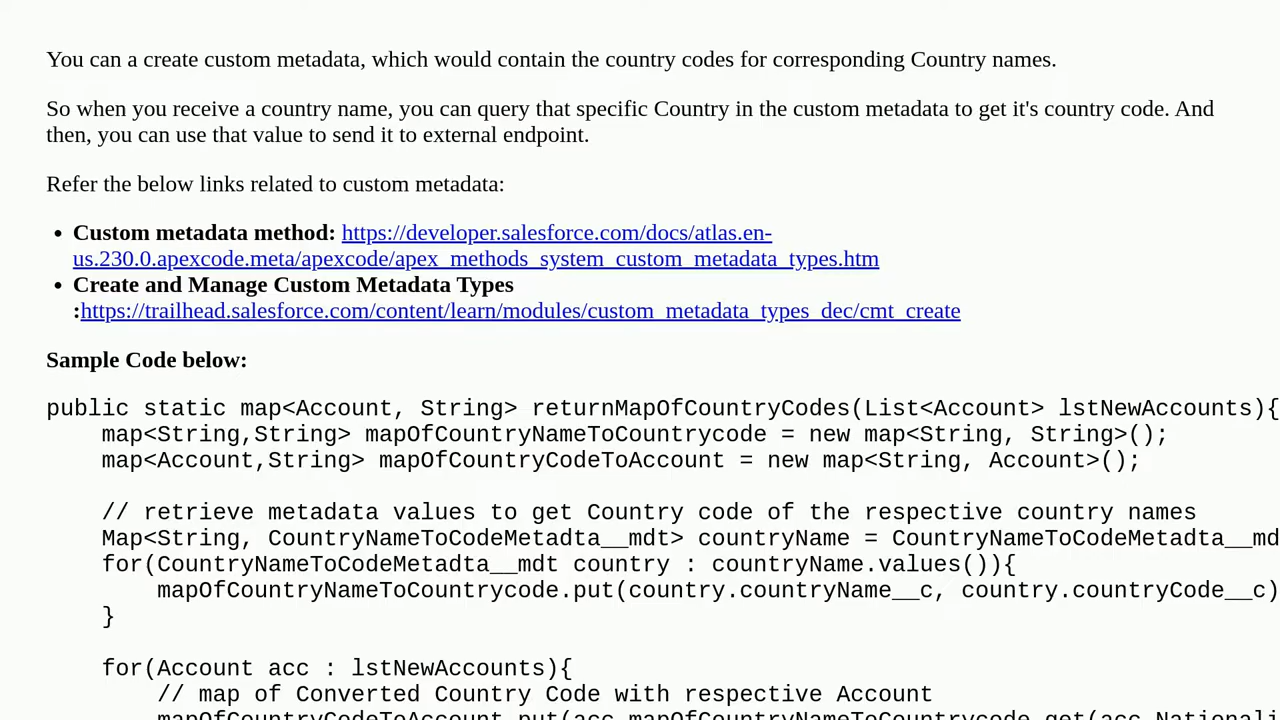 You can a create custom metadata, which would contain the country codes for corresponding Country names.
So when you receive a country name, you can query that specific Country in the custom metadata to get it's country code. And
then, you can use that value to send it to external endpoint.
Refer the below links related to custom metadata:
• Custom metadata method: https://developer.salesforce.com/docs/atlas.en-
us.230.0.apexcode.meta/apexcode/apex_methods_system_custom_metadata_types.htm
• Create and Manage Custom Metadata Types
:https://trailhead.salesforce.com/content/learn/modules/custom_metadata_types_dec/cmt_create
Sample Code below:
public static map<Account, String> returnMapOfCountryCodes(List<Account> lstNewAccounts){
    map<String,String> mapOfCountryNameToCountrycode = new map<String, String>();
    map<Account,String> mapOfCountryCodeToAccount = new map<String, Account>();
    // retrieve metadata values to get Country code of the respective country names
    Map<String, CountryNameToCodeMetadta__mdt> countryName = CountryNameToCodeMetadta__md
    for(CountryNameToCodeMetadta__mdt country : countryName.values()){
        mapOfCountryNameToCountrycode.put(country.countryName__c, country.countryCode__c)
    }
    for(Account acc : lstNewAccounts){
        // map of Converted Country Code with respective Account
        mapOfCountryCodeToAccount.put(acc,mapOfCountryNameToCountrycode.get(acc.Nationali